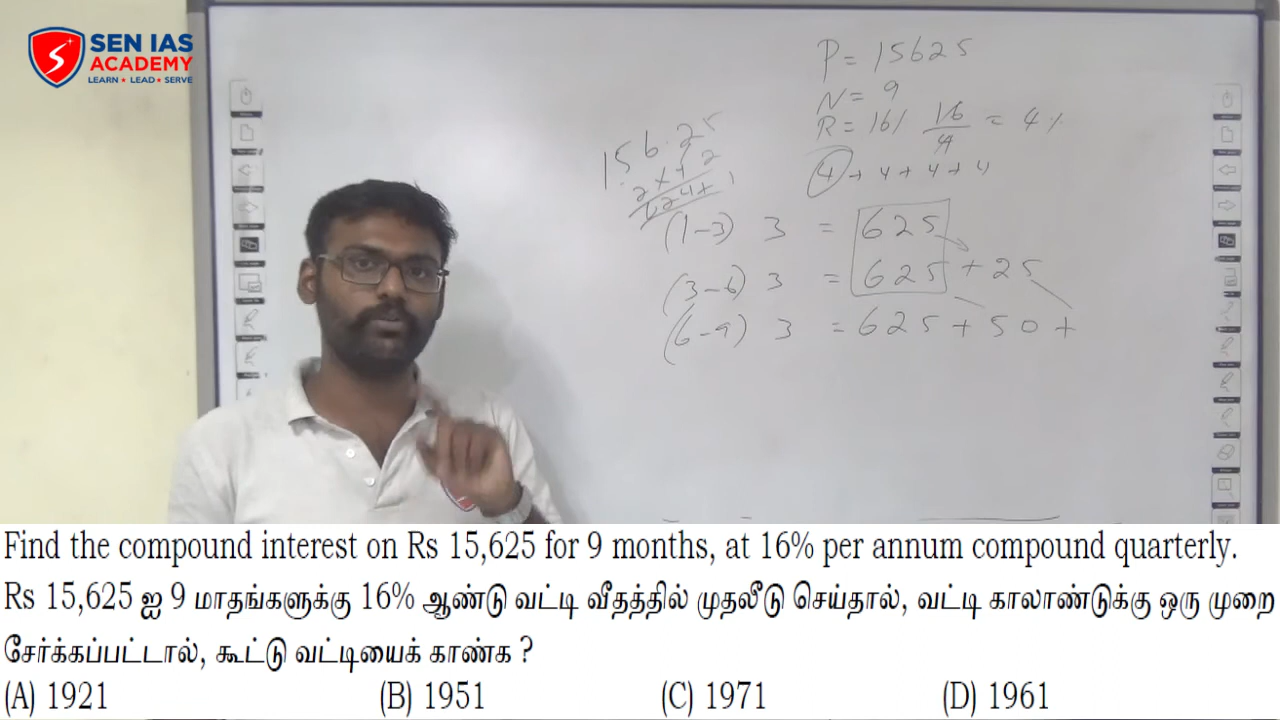 SEN IAS
ACADEMY
LEARN ★ LEAD ★ SERVE
P = 15625
N = 9
R = 16% 16/4 = 4%
4 + 4 + 4 + 4
156.25
(1-3) 3 = 625
(3-6) 3 = 625 + 25
(6-9) 3 = 625 + 50 +
Find the compound interest on Rs 15,625 for 9 months, at 16% per annum compound quarterly.
Rs 15,625 ஐ 9 மாதங்களுக்கு 16% ஆண்டு வட்டி வீதத்தில் முதலீடு செய்தால், வட்டி காலாண்டுக்கு ஒரு முறை
சேர்க்கப்பட்டால், கூட்டு வட்டியைக் காண்க ?
(A) 1921 (B) 1951 (C) 1971 (D) 1961